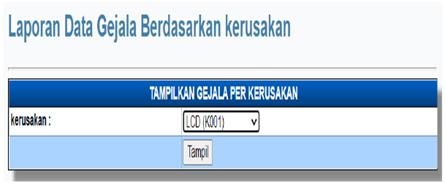 Laporan Data Gejala Berdasarkan kerusakan
TAMPILKAN GEJALA PER KERUSAKAN
kerusakan : LCD (K001)
Tampil